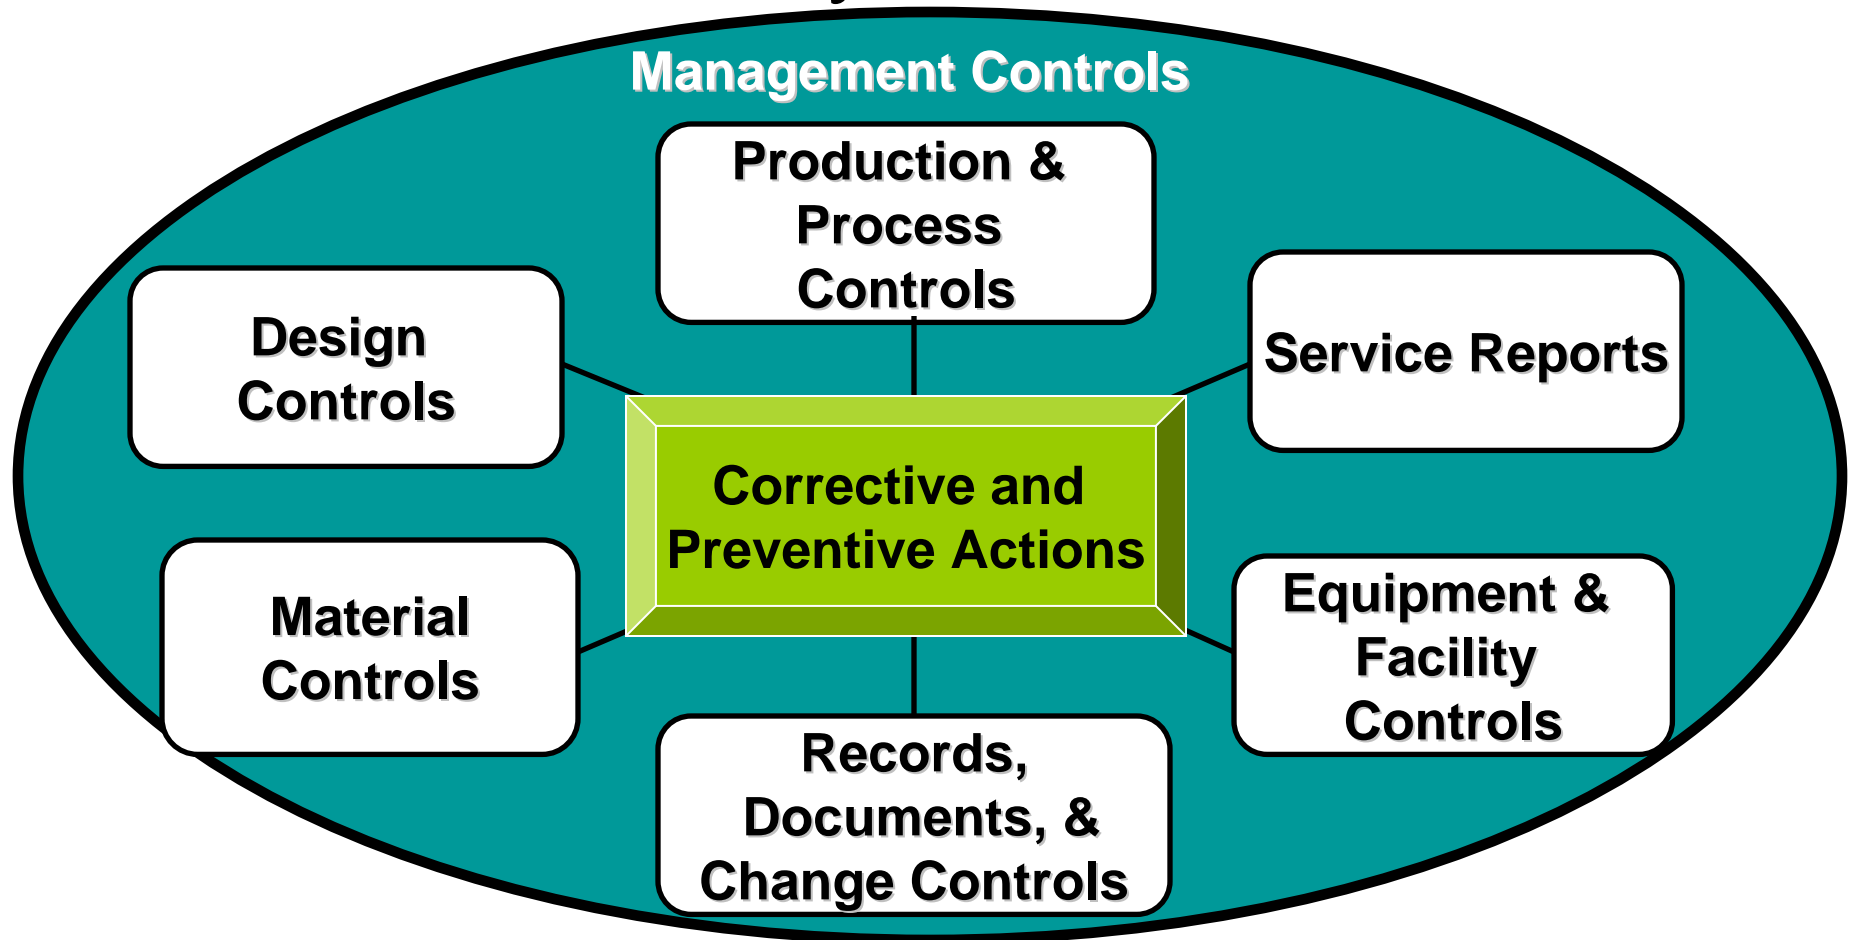 Management Controls
Production &
Process
Controls
Design
Controls
Service Reports
Corrective and
Preventive Actions
Material
Controls
Equipment &
Facility
Controls
Records,
Documents, &
Change Controls